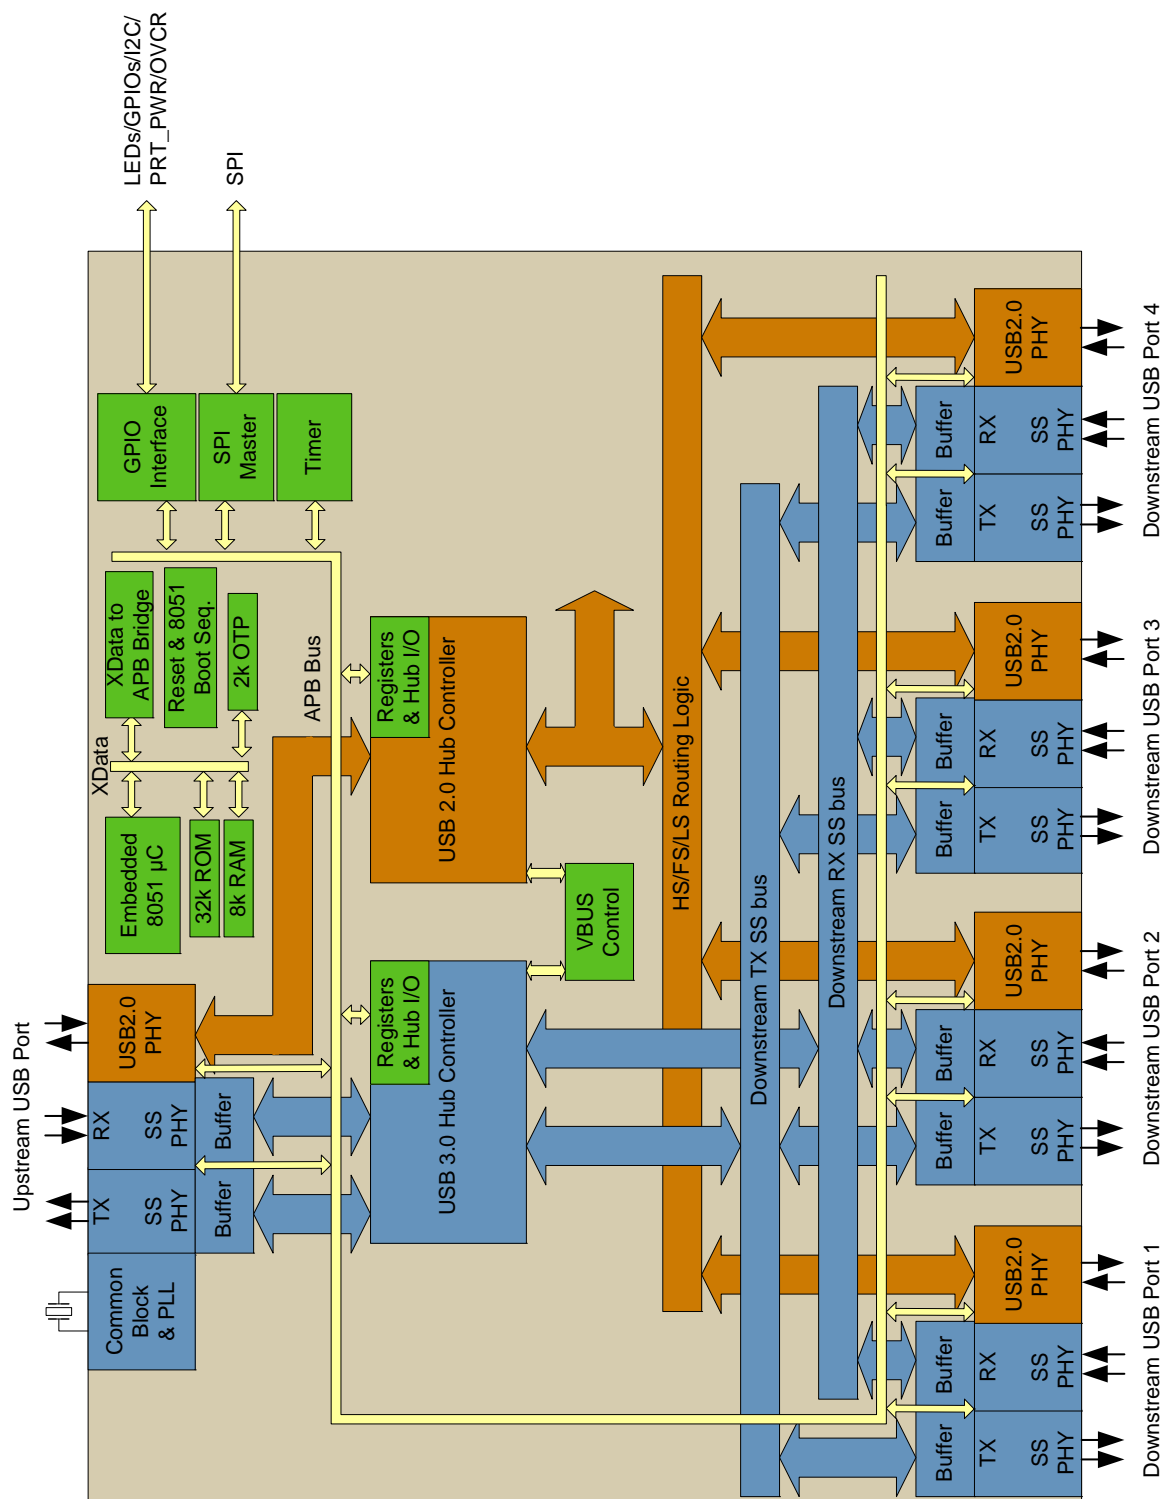 Upstream USB Port
Common
Block
& PLL
TX
SS
PHY
RX
SS
PHY
USB2.0
PHY
Buffer
Buffer
Embedded
8051 µC
32k ROM
8k RAM
XData
XData to
APB Bridge
Reset & 8051
Boot Seq.
2k OTP
GPIO
Interface
SPI
Master
Timer
LEDs/GPIOs/I2C/
PRT_PWR/OVCR
SPI
APB Bus
Registers
& Hub I/O
USB 3.0 Hub Controller
Registers
& Hub I/O
USB 2.0 Hub Controller
VBUS
Control
HS/FS/LS Routing Logic
Downstream TX SS bus
Downstream RX SS bus
Buffer
Buffer
TX
SS
PHY
RX
SS
PHY
USB2.0
PHY
Buffer
Buffer
TX
SS
PHY
RX
SS
PHY
USB2.0
PHY
Buffer
Buffer
TX
SS
PHY
RX
SS
PHY
USB2.0
PHY
Buffer
Buffer
TX
SS
PHY
RX
SS
PHY
USB2.0
PHY
Downstream USB Port 1
Downstream USB Port 2
Downstream USB Port 3
Downstream USB Port 4